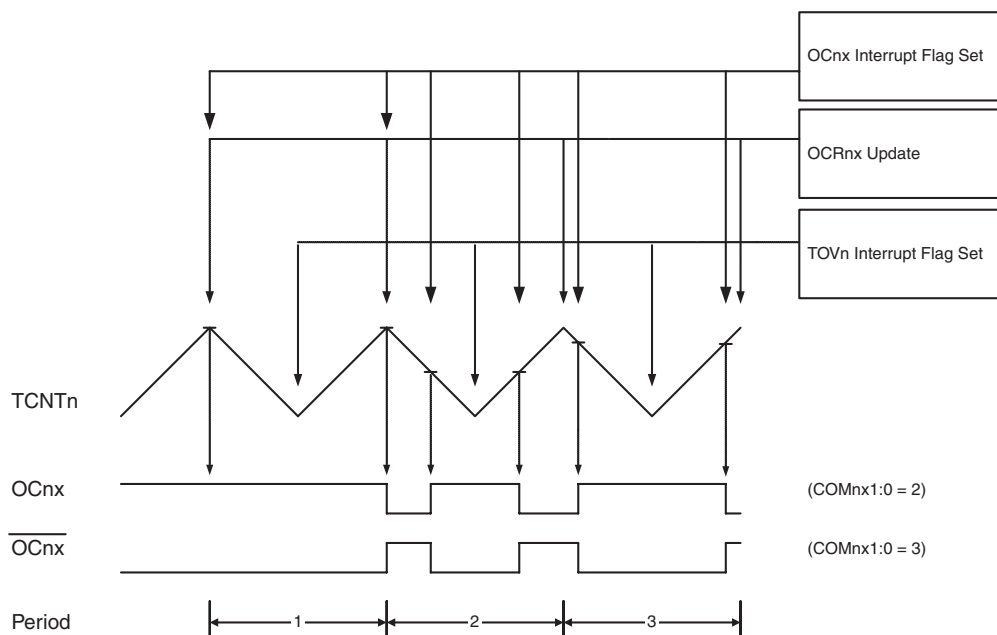 OCnx Interrupt Flag Set
OCRnx Update
TOVn Interrupt Flag Set
TCNTn
OCnx
(COMnx1:0 = 2)
OCnx
(COMnx1:0 = 3)
Period
1
2
3